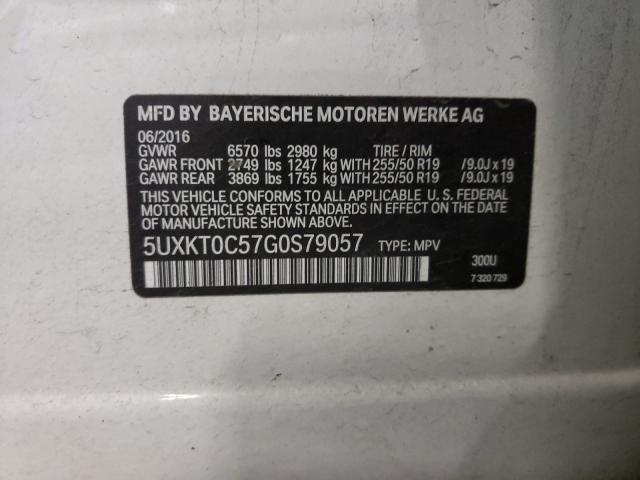 MFD BY BAYERISCHE MOTOREN WERKE AG
06/2016
GVWR 6570 lbs 2980 kg TIRE / RIM
GAWR FRONT 2749 lbs 1247 kg WITH 255/50 R19 /9.0J x 19
GAWR REAR 3869 lbs 1755 kg WITH 255/50 R19 /9.0J x 19
THIS VEHICLE CONFORMS TO ALL APPLICABLE U. S. FEDERAL
MOTOR VEHICLE SAFETY STANDARDS IN EFFECT ON THE DATE
OF MANUFACTURE SHOWN ABOVE.
5UXKT0C57G0S79057 TYPE: MPV 300U
7 320 729